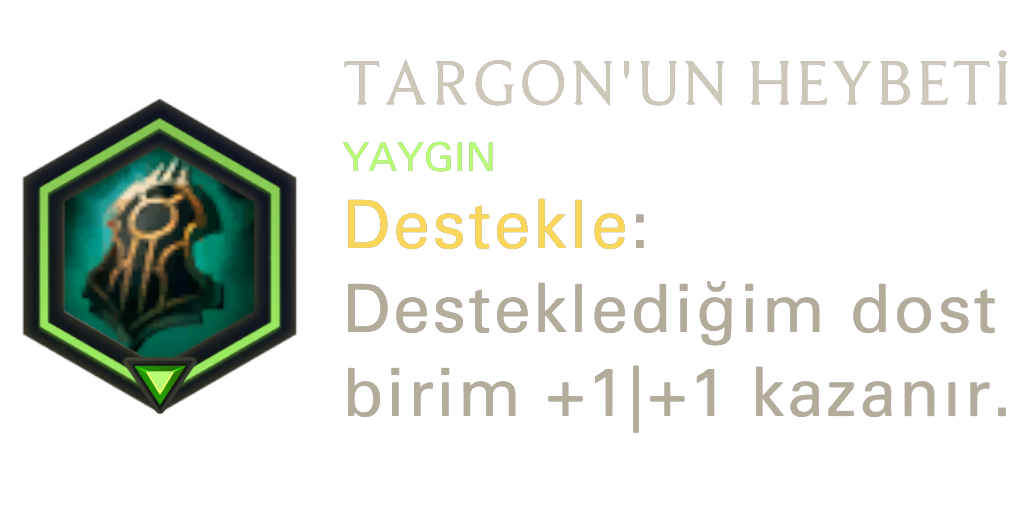 TARGON'UN HEYBETİ
YAYGIN
Destekle:
Desteklediğim dost
birim +1|+1 kazanır.